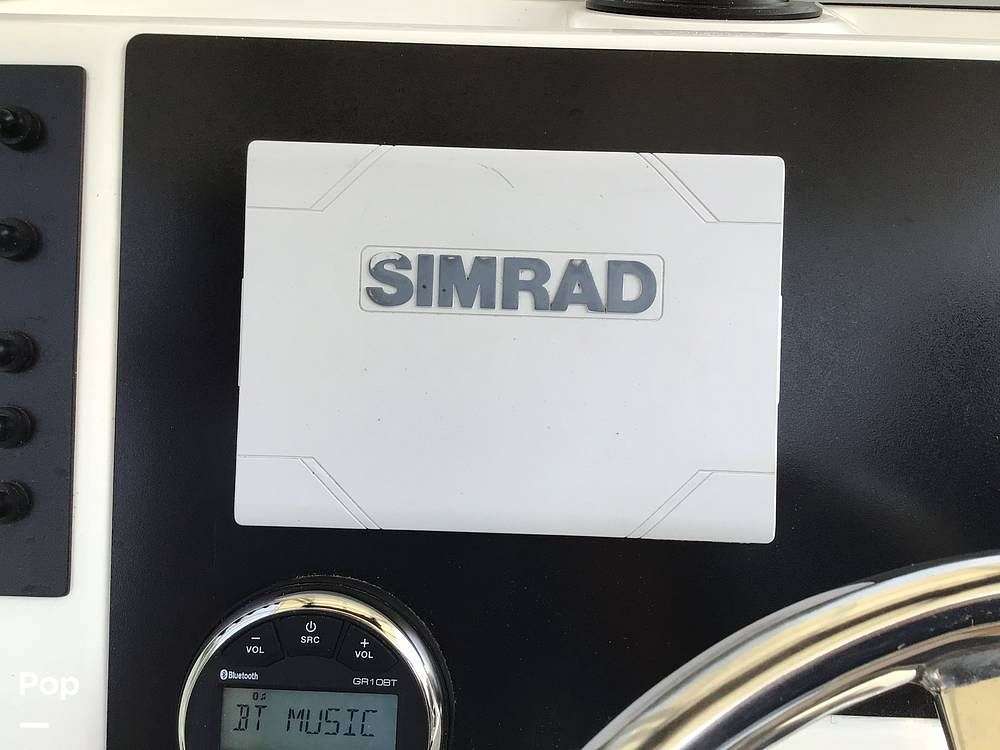 SIMRAD
− VOL
SRC
+ VOL
Bluetooth
GR10BT
BT MUSIC
Pop